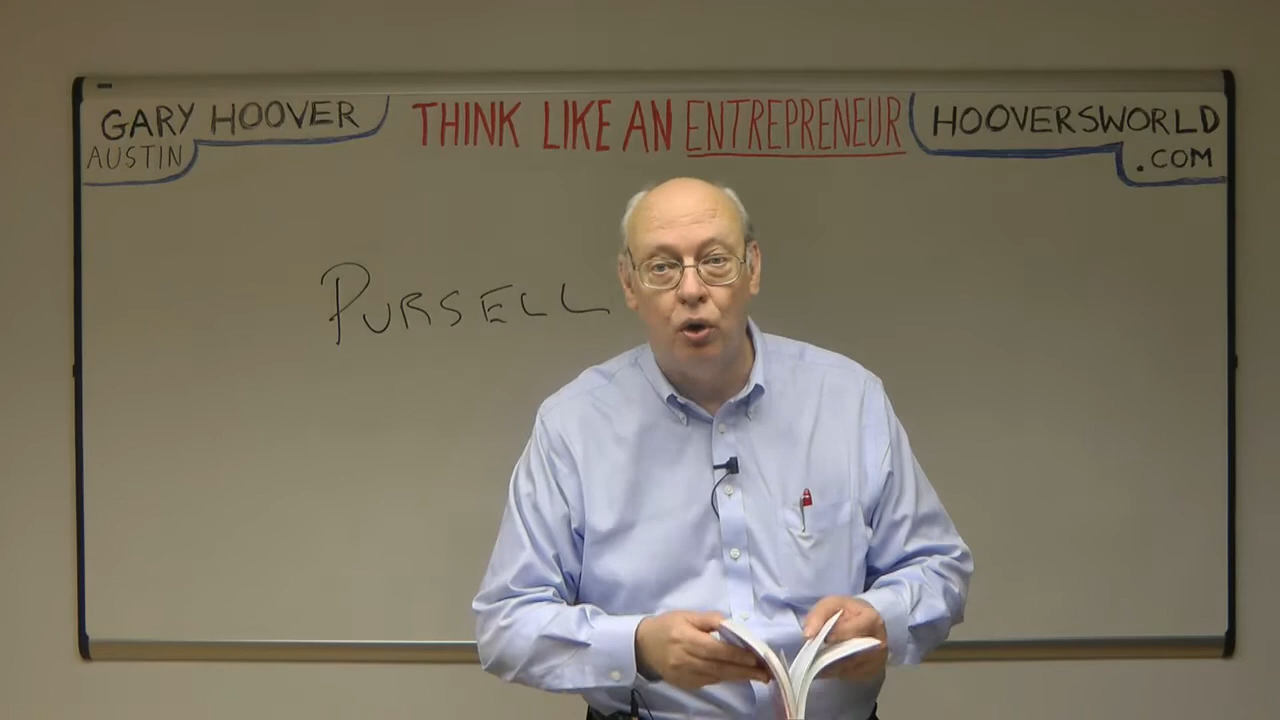 GARY HOOVER
AUSTIN
THINK LIKE AN ENTREPRENEUR
HOOVERSWORLD
.COM
PURSELL